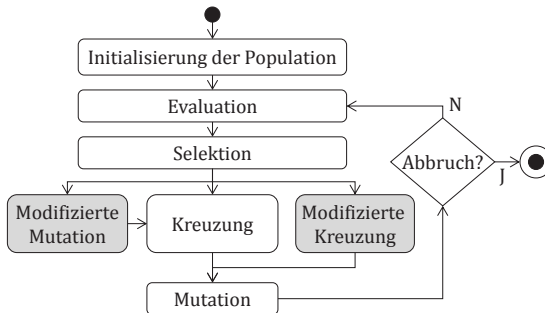 Initialisierung der Population
Evaluation
N
Selektion
Abbruch?
J
Modifizierte
Mutation
Kreuzung
Modifizierte
Kreuzung
Mutation